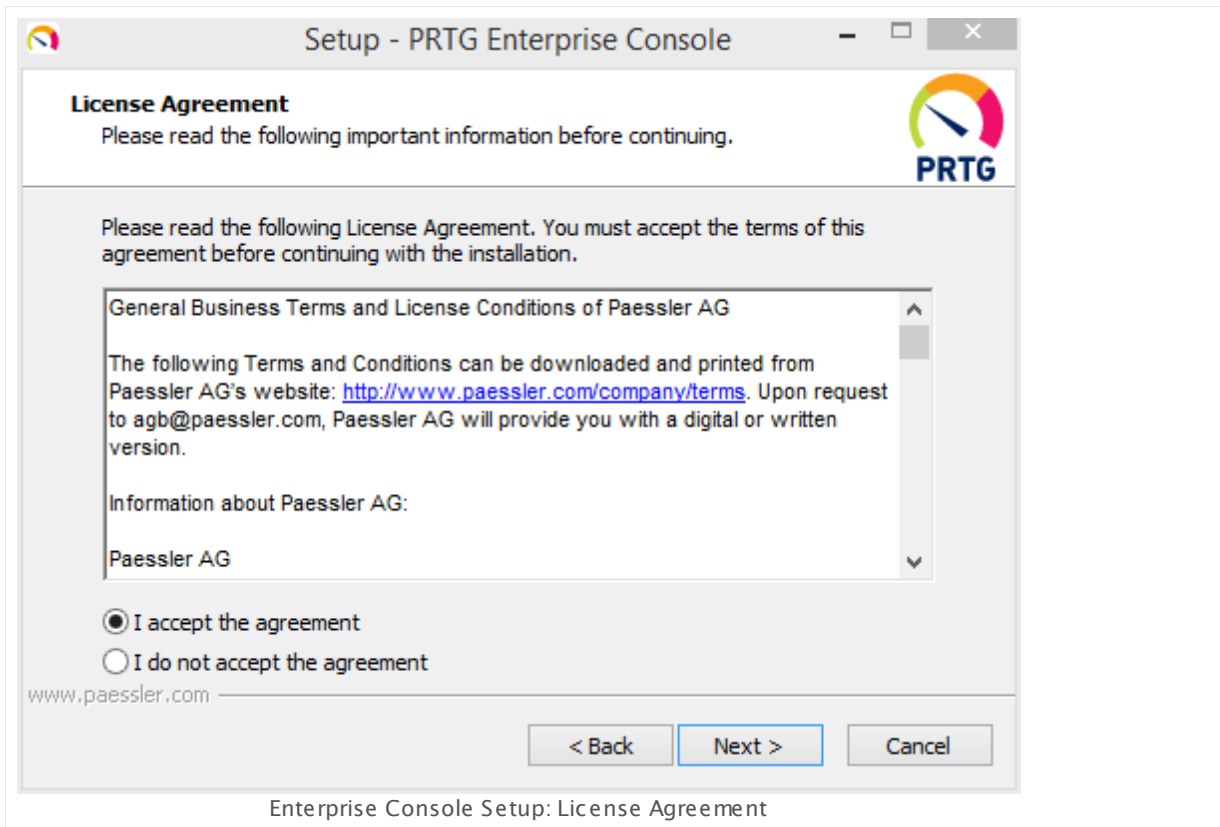 Setup - PRTG Enterprise Console
License Agreement
Please read the following important information before continuing.
PRTG
Please read the following License Agreement. You must accept the terms of this
agreement before continuing with the installation.
General Business Terms and License Conditions of Paessler AG
The following Terms and Conditions can be downloaded and printed from
Paessler AG's website: http://www.paessler.com/company/terms. Upon request
to agb@paessler.com, Paessler AG will provide you with a digital or written
version.
Information about Paessler AG:
Paessler AG
I accept the agreement
I do not accept the agreement
www.paessler.com
< Back Next > Cancel
Enterprise Console Setup: License Agreement